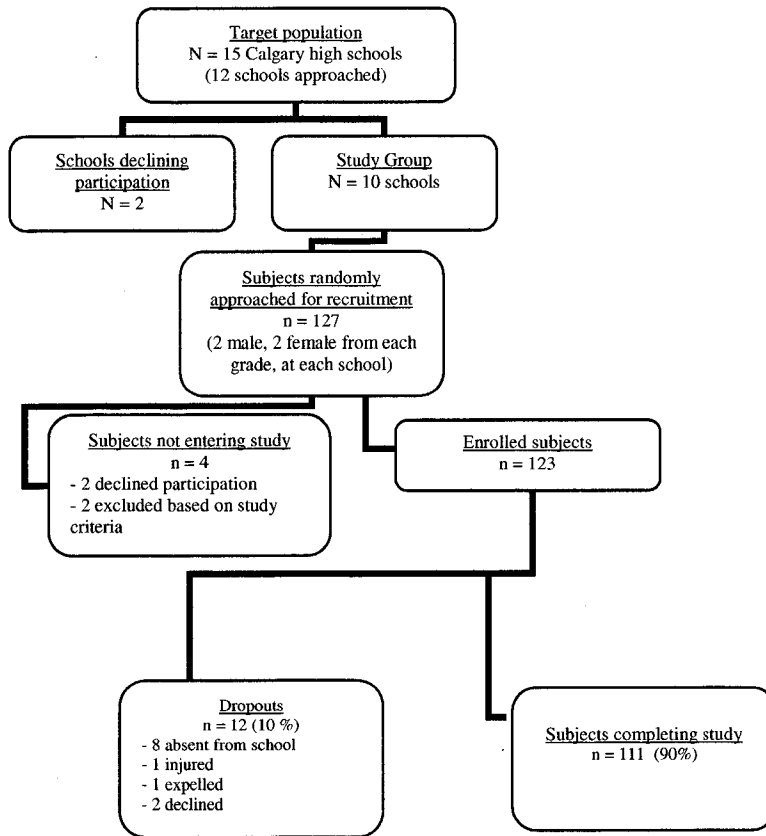 Target population
N = 15 Calgary high schools
(12 schools approached)
Schools declining
participation
N = 2
Study Group
N = 10 schools
Subjects randomly
approached for recruitment
n = 127
(2 male, 2 female from each
grade, at each school)
Subjects not entering study
n = 4
- 2 declined participation
- 2 excluded based on study
criteria
Enrolled subjects
n = 123
Dropouts
n = 12 (10 %)
- 8 absent from school
- 1 injured
- 1 expelled
- 2 declined
Subjects completing study
n = 111 (90%)